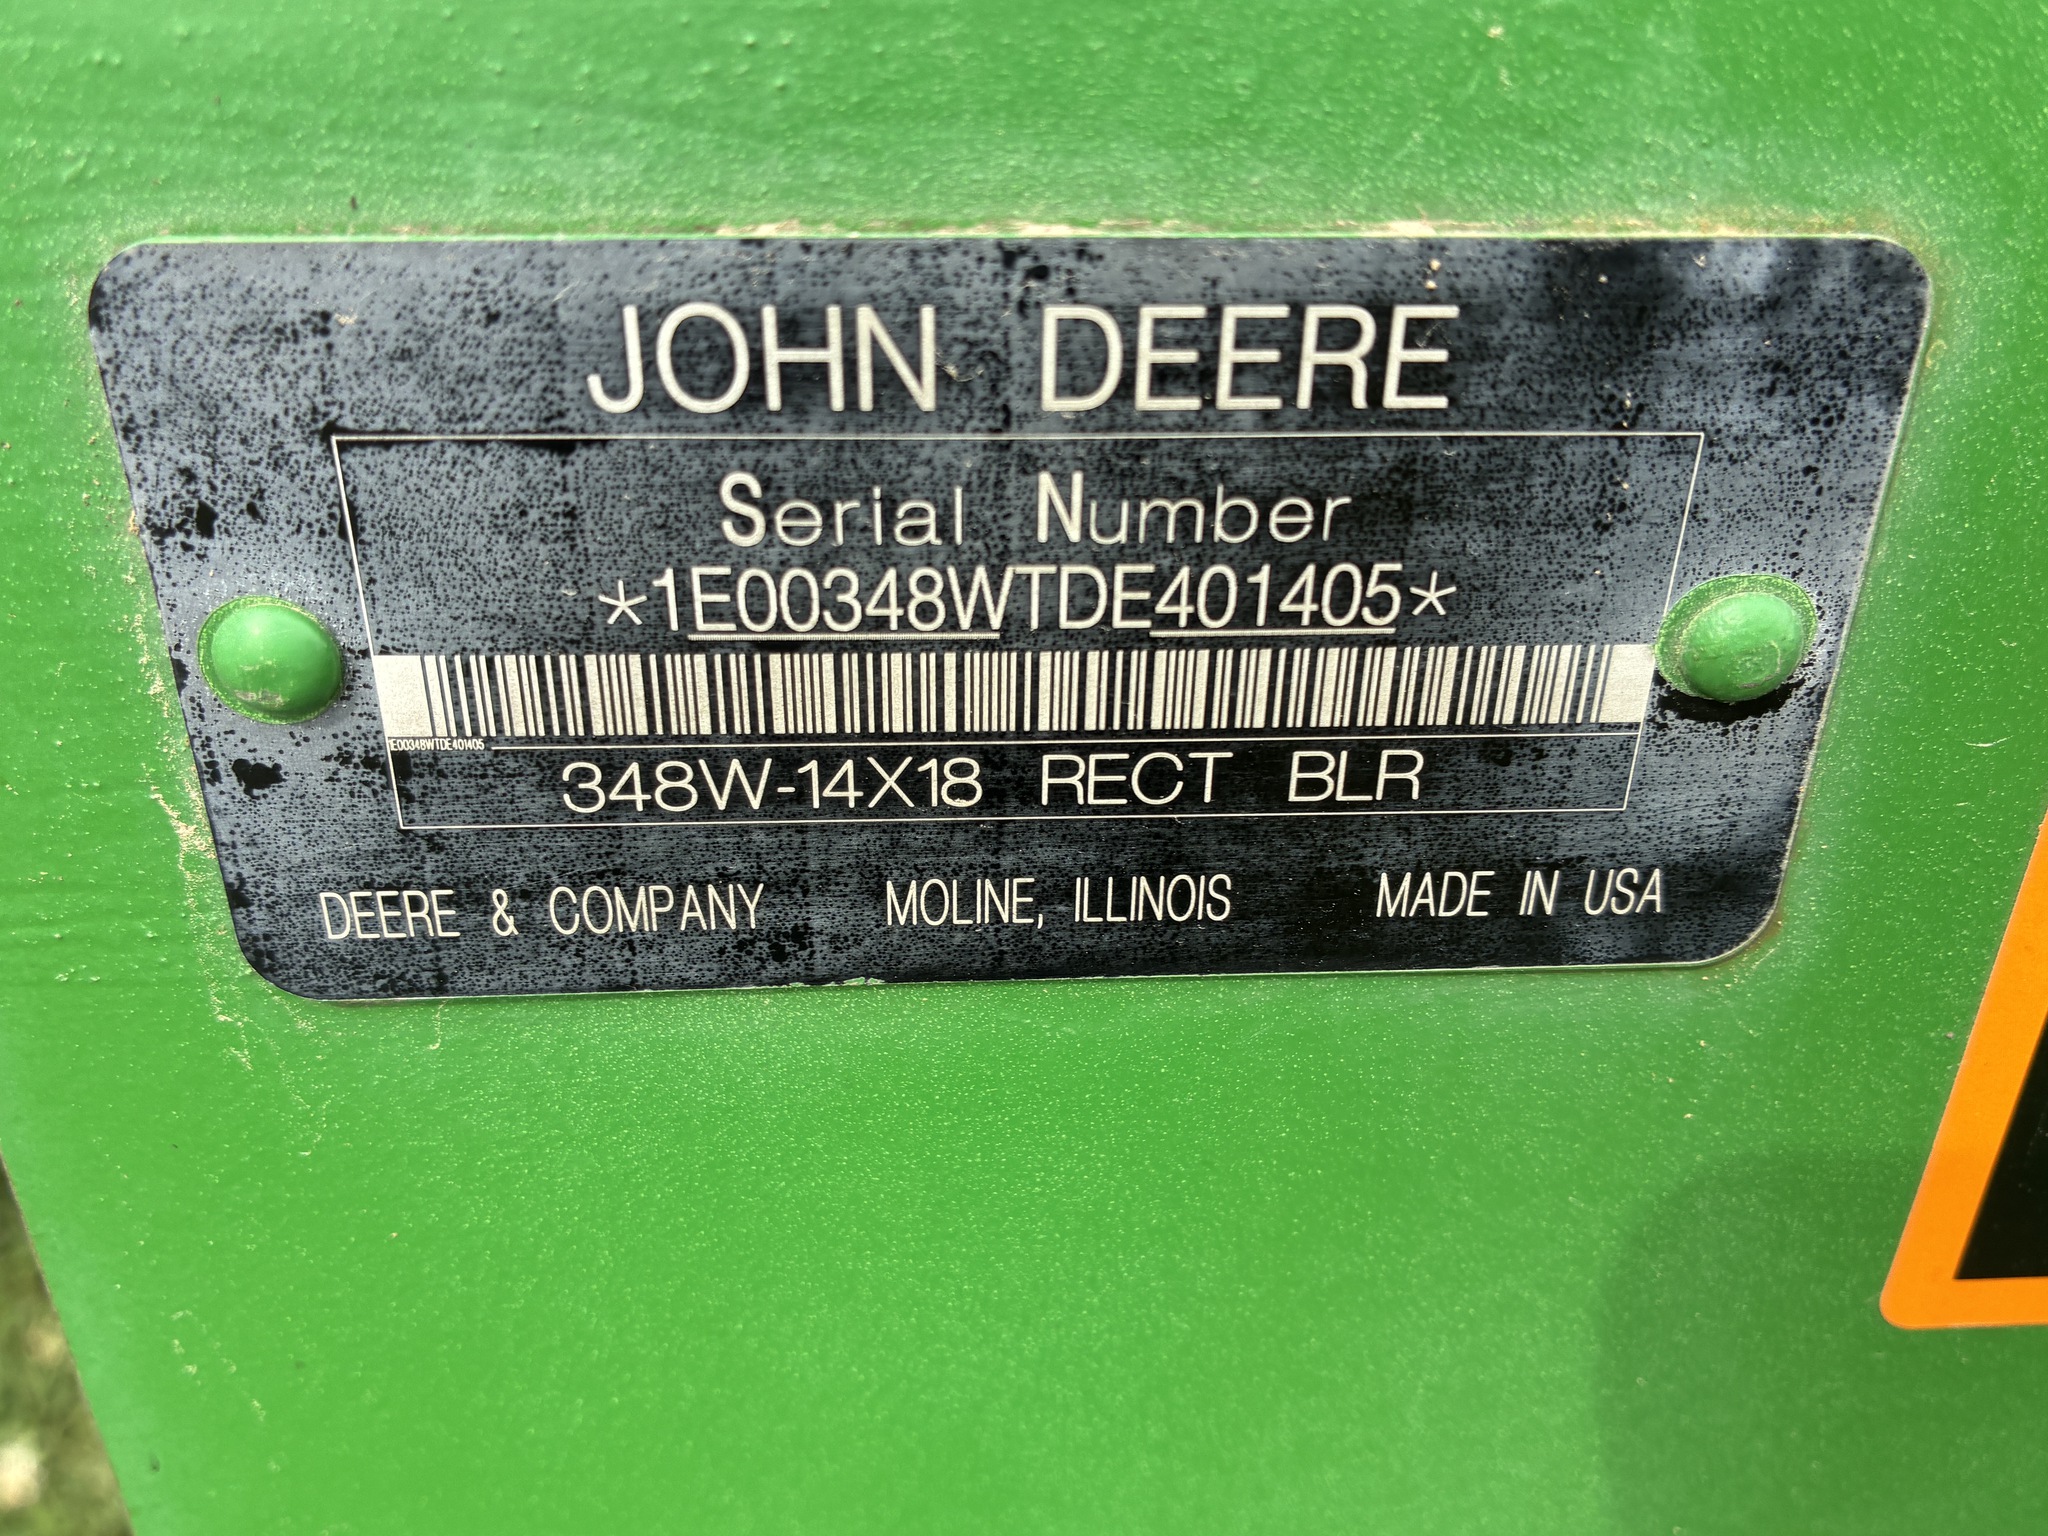 JOHN DEERE
Serial Number
*1E00348WTDE401405*
1E00348WTDE401405
348W-14X18 RECT BLR
DEERE & COMPANY MOLINE, ILLINOIS MADE IN USA